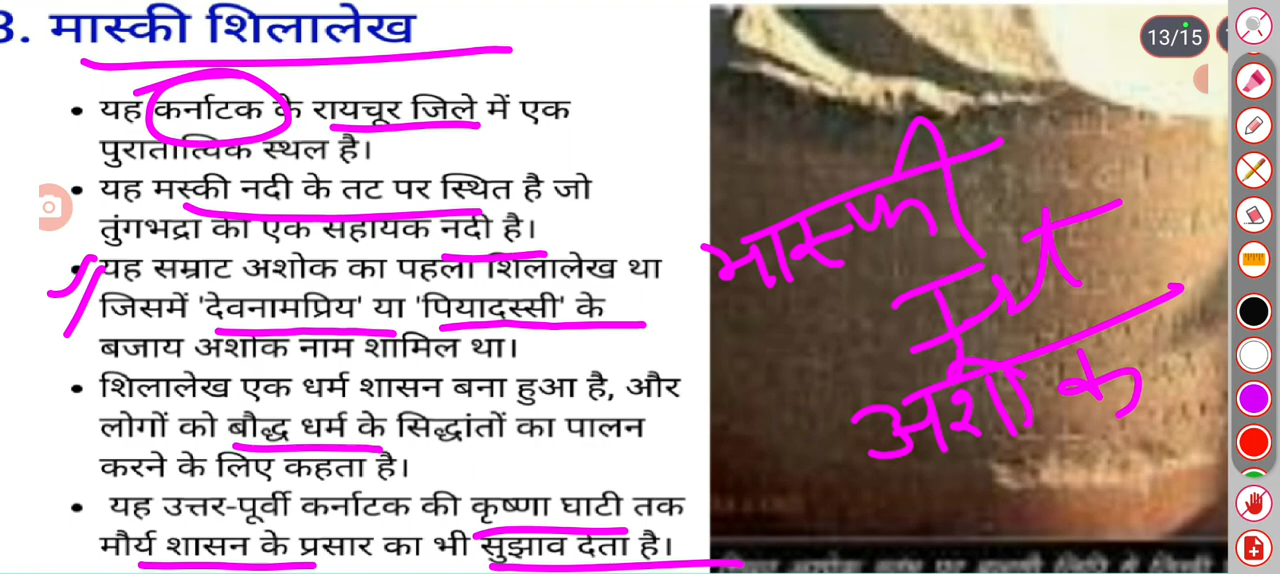 3. मास्की शिलालेख
• यह कर्नाटक के रायचूर जिले में एक
पुरातात्विक स्थल है।
• यह मस्की नदी के तट पर स्थित है जो
तुंगभद्रा की एक सहायक नदी है।
• यह सम्राट अशोक का पहला शिलालेख था
जिसमें 'देवनामप्रिय' या 'पियादस्सी' के
बजाय अशोक नाम शामिल था।
• शिलालेख एक धर्म शासन बना हुआ है, और
लोगों को बौद्ध धर्म के सिद्धांतों का पालन
करने के लिए कहता है।
• यह उत्तर-पूर्वी कर्नाटक की कृष्णा घाटी तक
मौर्य शासन के प्रसार का भी सुझाव देता है।
13/15
मास्की
अशोक